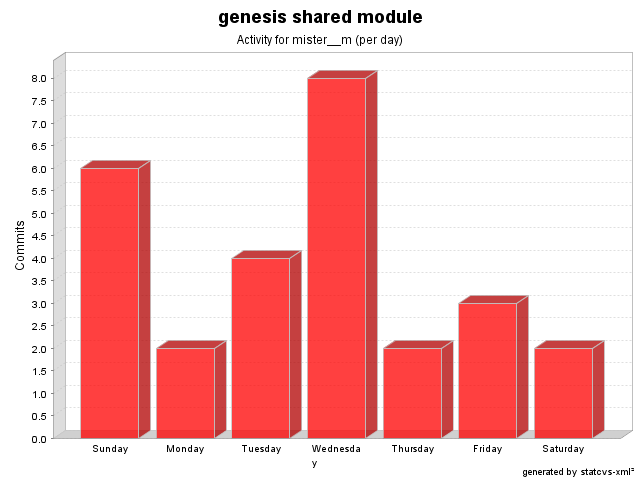 genesis shared module
Activity for mister__m (per day)
Commits
8.0
7.5
7.0
6.5
6.0
5.5
5.0
4.5
4.0
3.5
3.0
2.5
2.0
1.5
1.0
0.5
0.0
Sunday Monday Tuesday Wednesda Thursday Friday Saturday
y
generated by statcvs-xml²